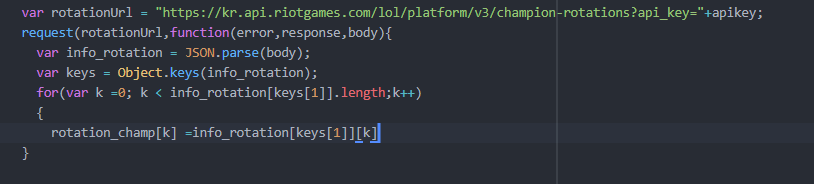 var rotationUrl = "https://kr.api.riotgames.com/lol/platform/v3/champion-rotations?api_key="+apikey;
request(rotationUrl,function(error,response,body){
  var info_rotation = JSON.parse(body);
  var keys = Object.keys(info_rotation);
  for(var k =0; k < info_rotation[keys[1]].length;k++)
  {
    rotation_champ[k] =info_rotation[keys[1]][k]
}